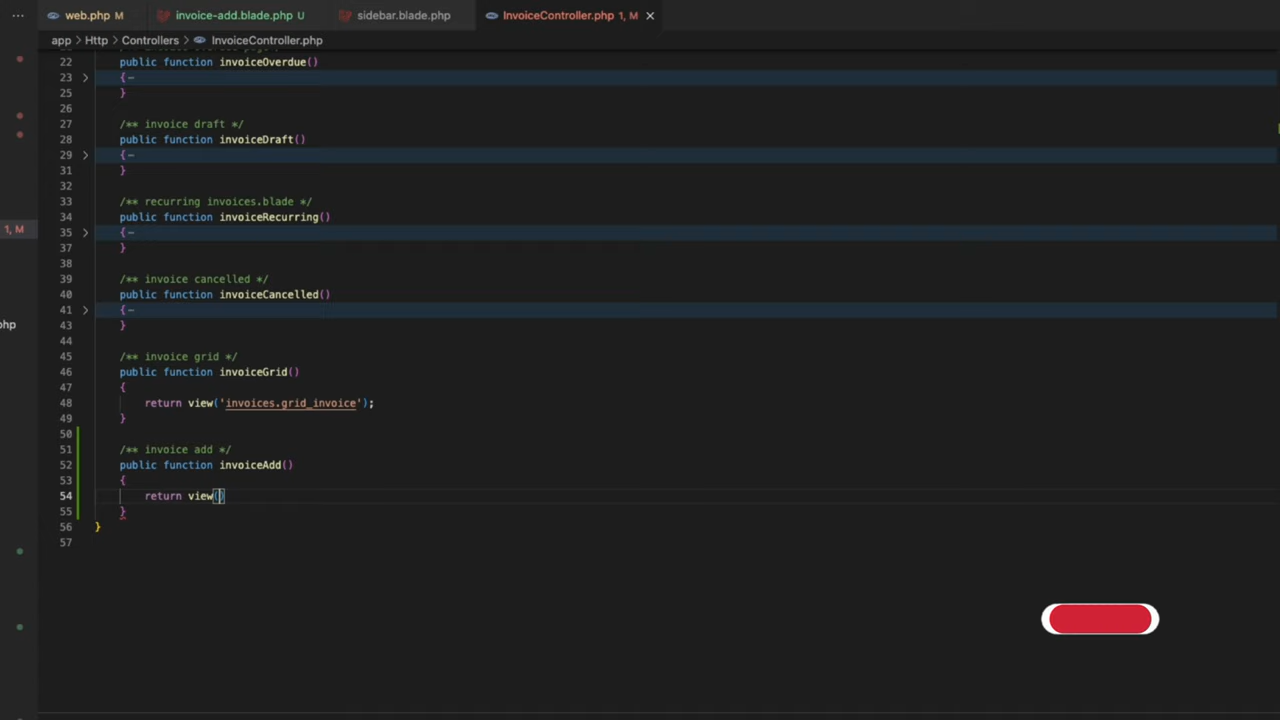 ··· web.php M invoice-add.blade.php U sidebar.blade.php InvoiceController.php 1, M ×
app > Http > Controllers > InvoiceController.php
22 public function invoiceOverdue()
23 > {–
25 }
26
27 /** invoice draft */
28 public function invoiceDraft()
29 > {–
31 }
32
33 /** recurring invoices.blade */
34 public function invoiceRecurring()
1, M
35 > {–
37 }
38
39 /** invoice cancelled */
40 public function invoiceCancelled()
41 > {–
php
43 }
44
45 /** invoice grid */
46 public function invoiceGrid()
47 {
48 return view('invoices.grid_invoice');
49 }
50
51 /** invoice add */
52 public function invoiceAdd()
53 {
54 return view()
55 }
56 }
57